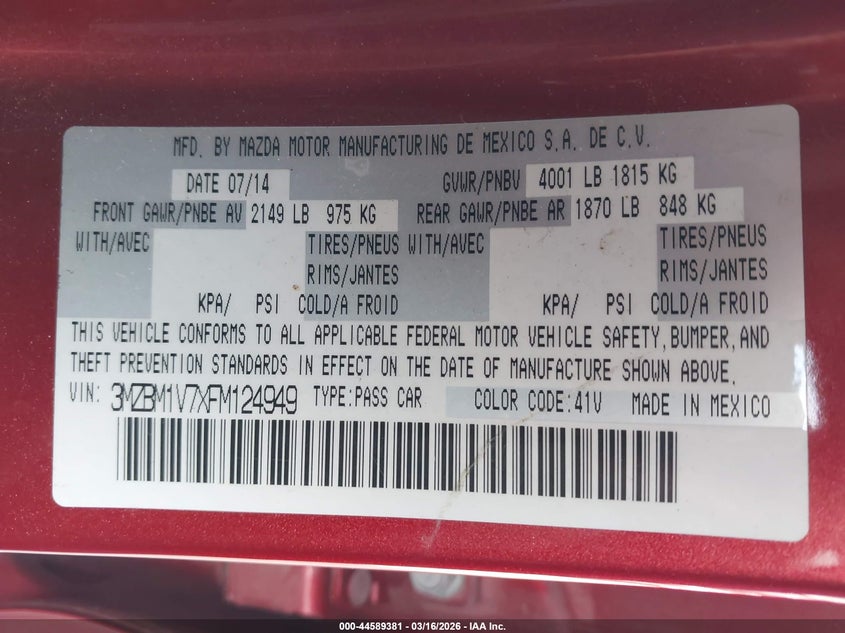 MFD. BY MAZDA MOTOR MANUFACTURING DE MEXICO S.A. DE C.V.
DATE 07/14 GVWR/PNBV 4001 LB 1815 KG
FRONT GAWR/PNBE AV 2149 LB 975 KG REAR GAWR/PNBE AR 1870 LB 848 KG
WITH/AVEC TIRES/PNEUS WITH/AVEC TIRES/PNEUS
RIMS/JANTES RIMS/JANTES
KPA/ PSI COLD/A FROID KPA/ PSI COLD/A FROID
THIS VEHICLE CONFORMS TO ALL APPLICABLE FEDERAL MOTOR VEHICLE SAFETY, BUMPER, AND
THEFT PREVENTION STANDARDS IN EFFECT ON THE DATE OF MANUFACTURE SHOWN ABOVE.
VIN: 3MZBM1V7XFM124949 TYPE:PASS CAR COLOR CODE:41V MADE IN MEXICO
000-44589381 - 03/16/2026 - IAA Inc.